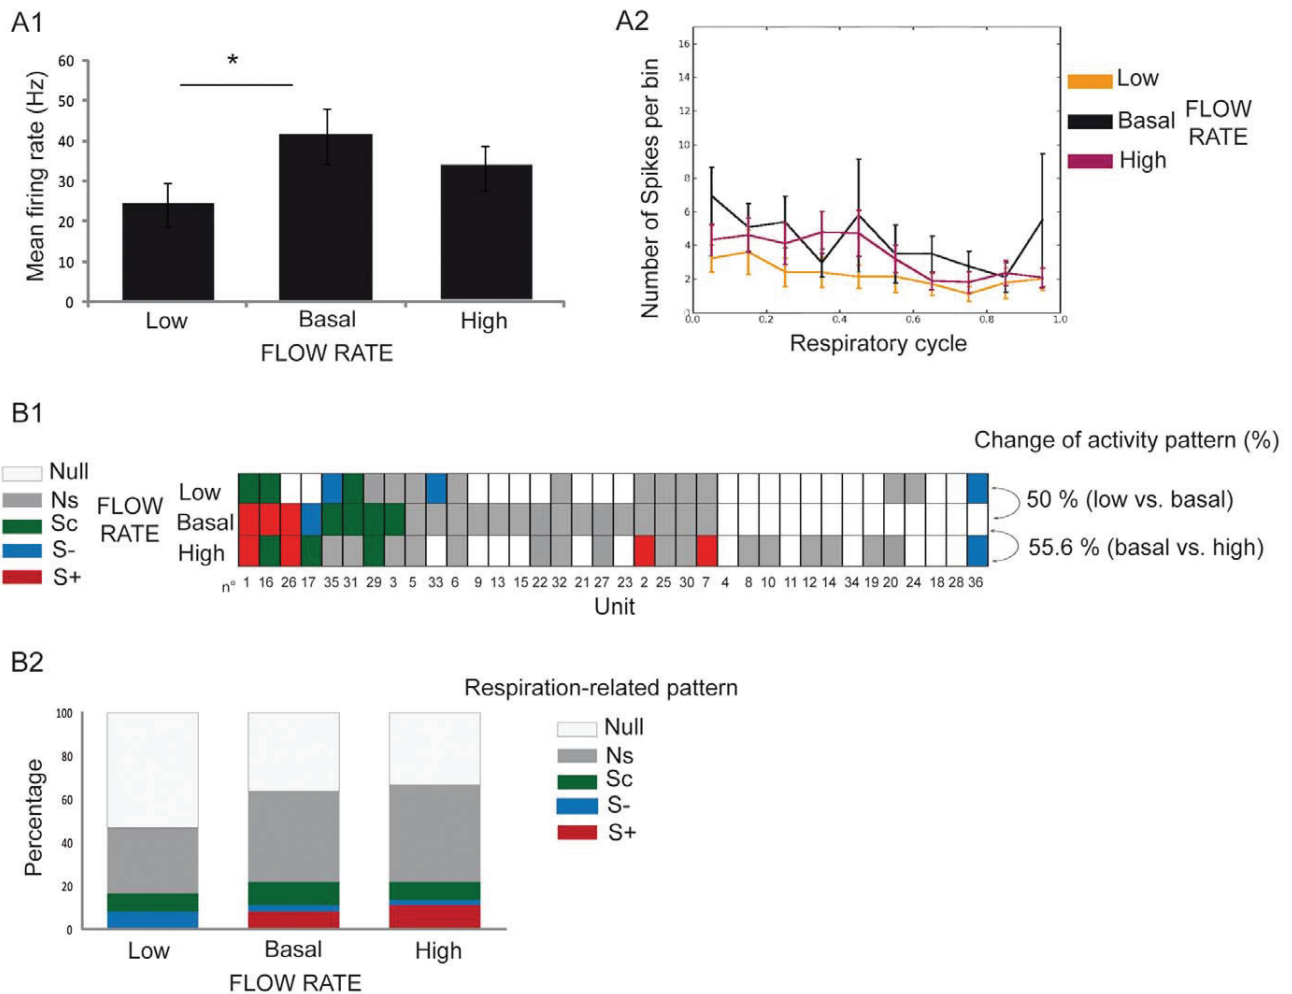 A1
*
Mean firing rate (Hz)
60
50
40
30
20
10
0
Low Basal High
FLOW RATE
A2
Number of Spikes per bin
16
14
12
10
8
6
4
2
0
0.0 0.2 0.4 0.6 0.8 1.0
Respiratory cycle
Low
Basal
High
FLOW
RATE
B1
Change of activity pattern (%)
Null
Ns
Sc
S-
S+
FLOW
RATE
Low
Basal
High
50 % (low vs. basal)
55.6 % (basal vs. high)
n° 1 16 26 17 35 31 29 3 5 33 6 9 13 15 22 32 21 27 23 2 25 30 7 4 8 10 11 12 14 34 19 20 24 18 28 36
Unit
B2
Respiration-related pattern
Percentage
100
80
60
40
20
0
Low Basal High
FLOW RATE
Null
Ns
Sc
S-
S+